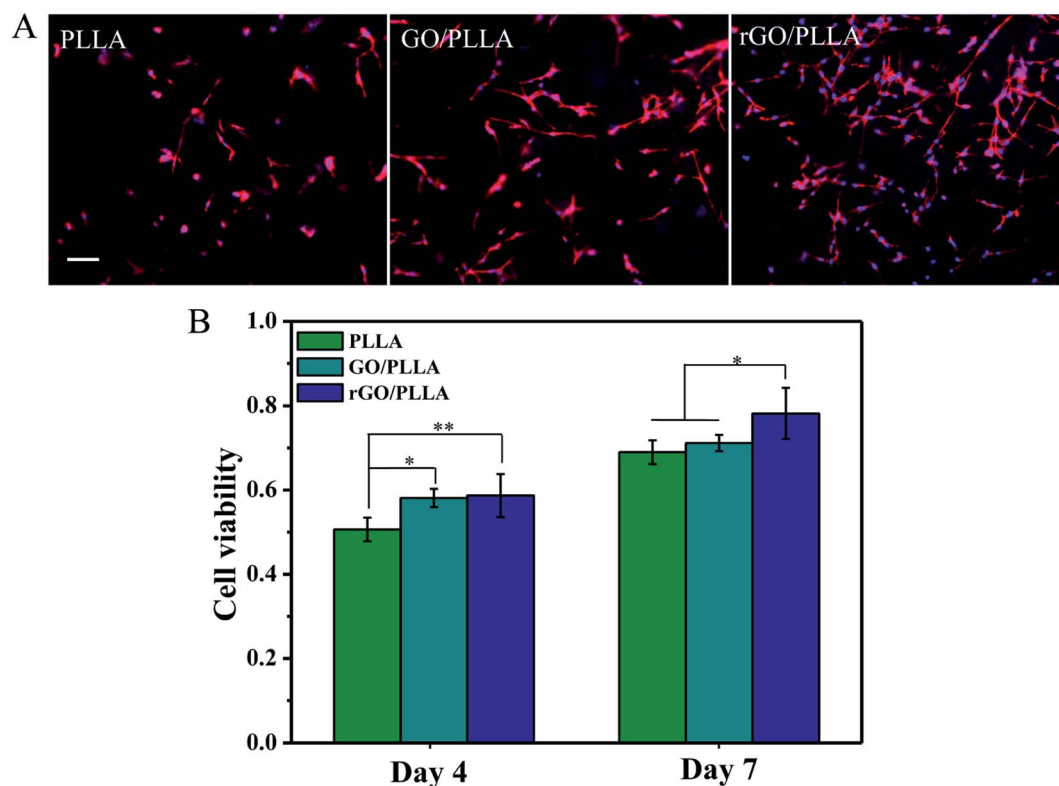 A
PLLA
GO/PLLA
rGO/PLLA
B
PLLA
GO/PLLA
rGO/PLLA
Cell viability
1.0
0.8
0.6
0.4
0.2
0.0
*
**
*
Day 4
Day 7